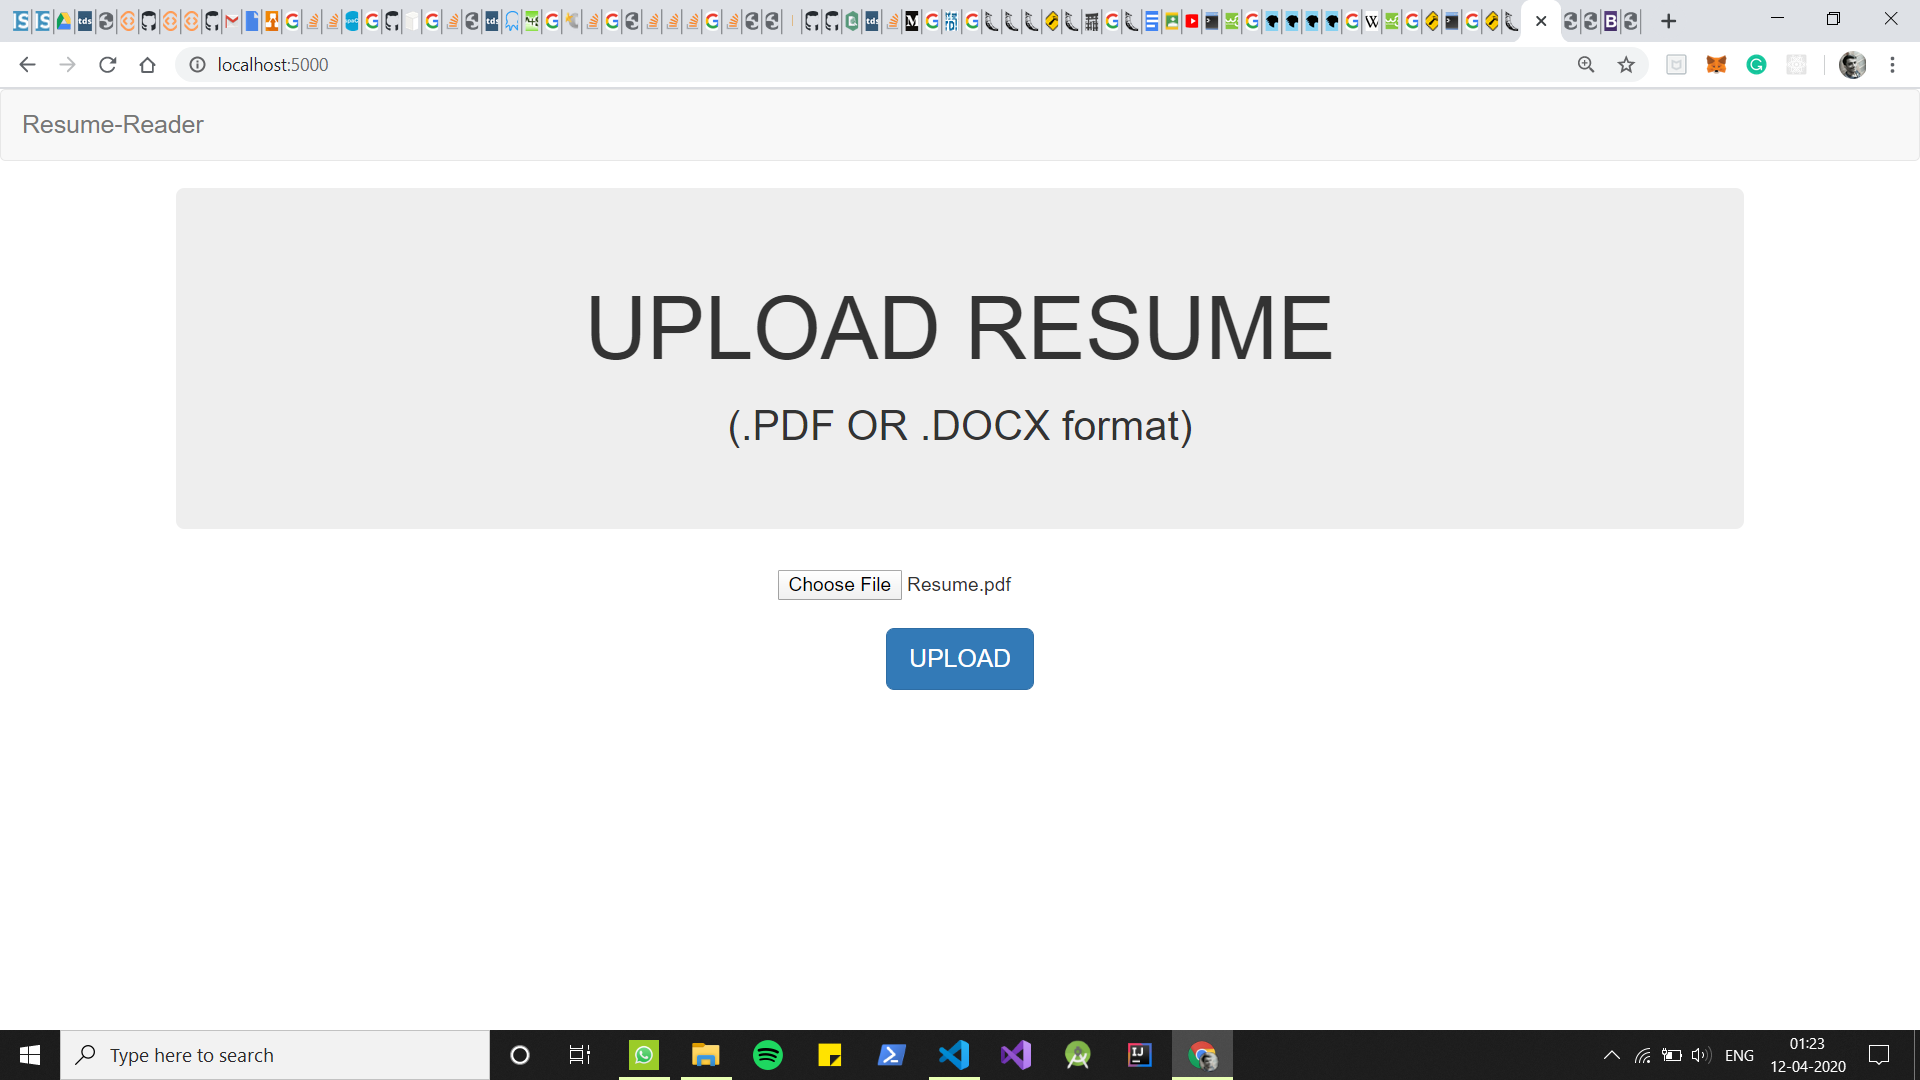 localhost:5000
Resume-Reader
UPLOAD RESUME
(.PDF OR .DOCX format)
Choose File Resume.pdf
UPLOAD
Type here to search
ENG
01:23
12-04-2020